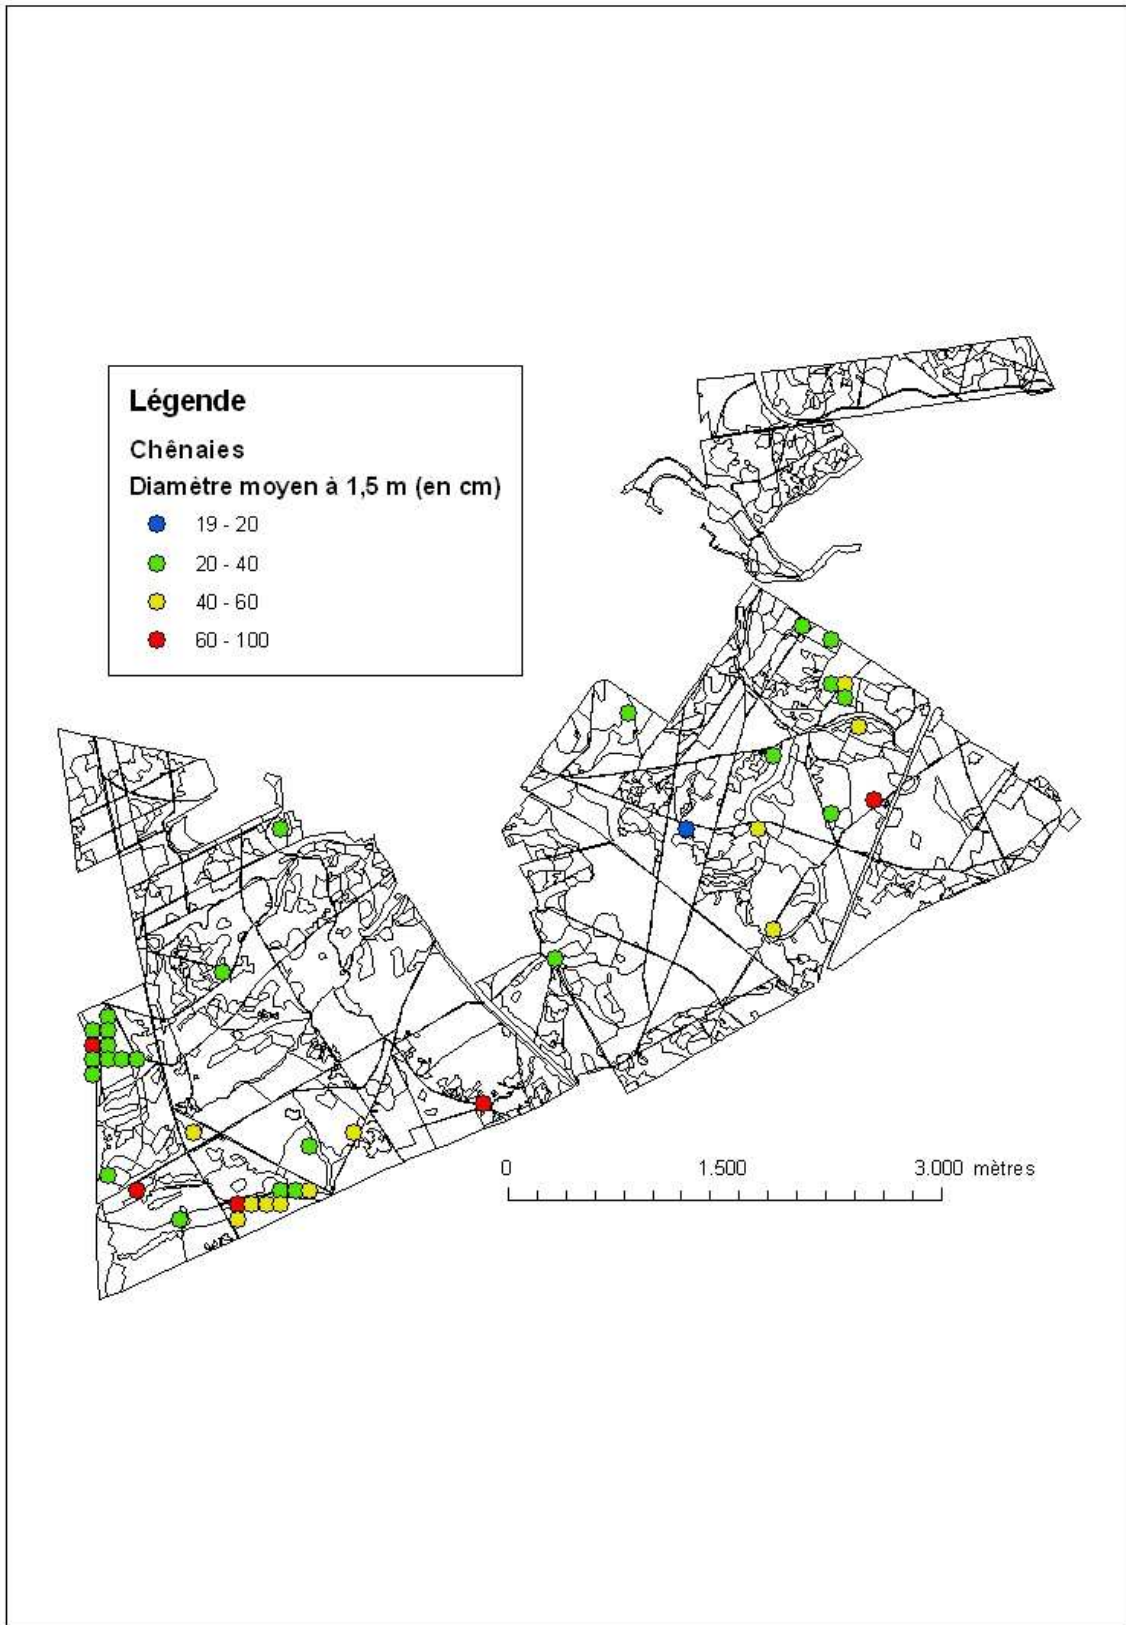 Légende
Chênaies
Diamètre moyen à 1,5 m (en cm)
19 - 20
20 - 40
40 - 60
60 - 100
0 1.500 3.000 mètres